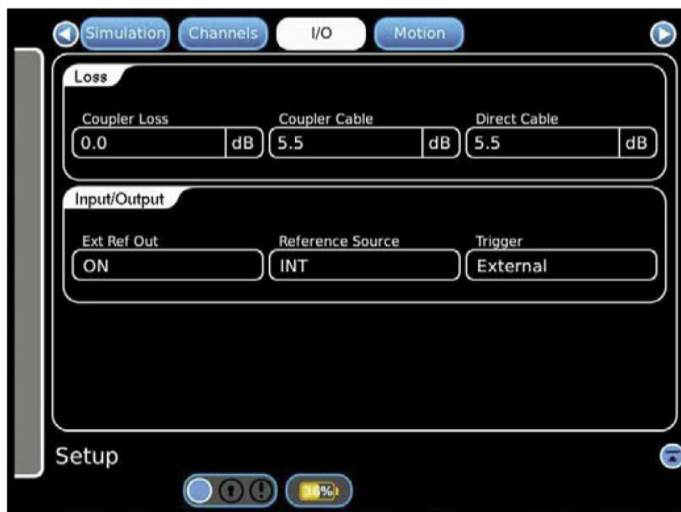 Simulation Channels I/O Motion
Loss
Coupler Loss Coupler Cable Direct Cable
0.0 dB 5.5 dB 5.5 dB
Input/Output
Ext Ref Out Reference Source Trigger
ON INT External
Setup
36%